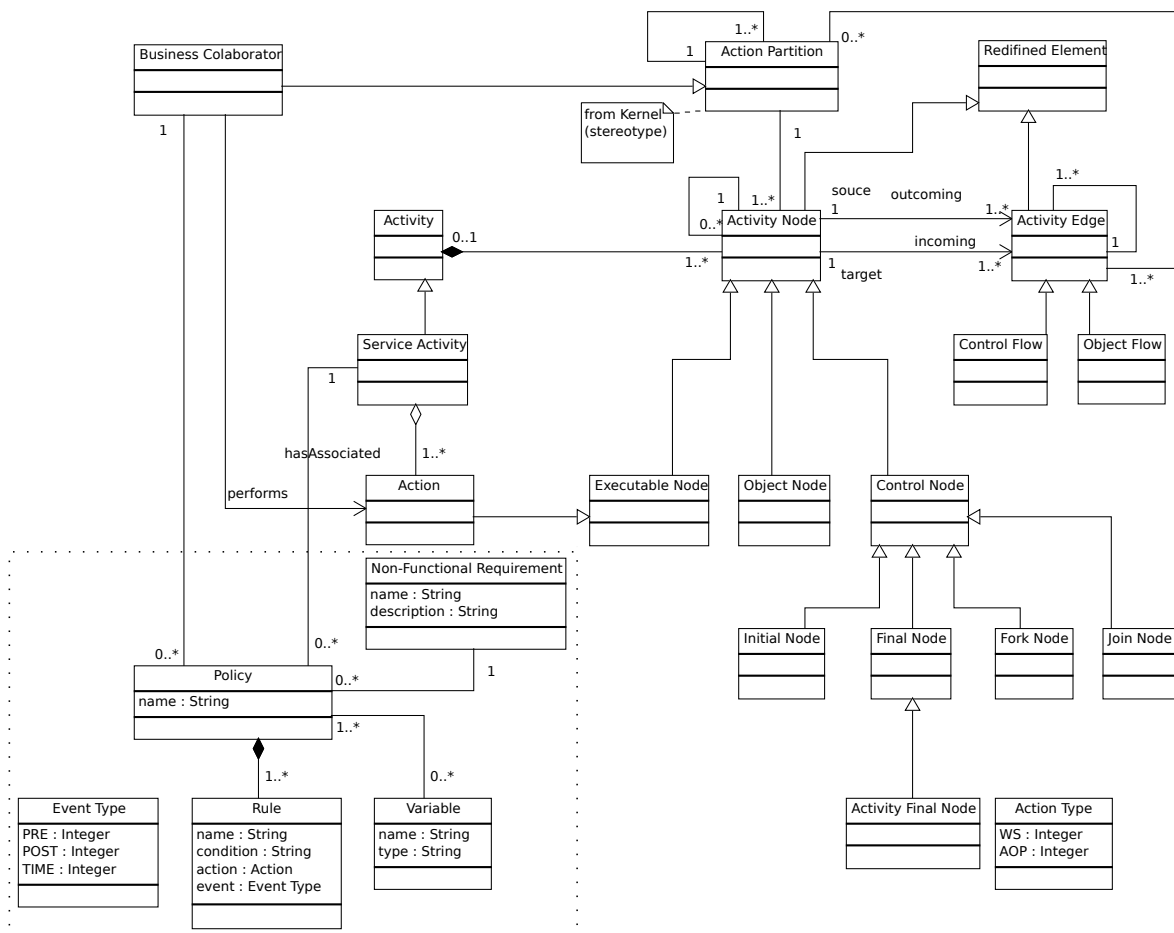 1..*
0..*
Business Colaborator
1
Action Partition
Redifined Element
from Kernel
(stereotype)
1
1
1..*
1
souce
outcoming
1..*
1
1..*
1..*
Activity
0..1
0..*
Activity Node
1
Activity Edge
1
incoming
1..*
1
target
1..*
1..*
Service Activity
1
Control Flow
Object Flow
hasAssociated
1..*
performs
Action
Executable Node
Object Node
Control Node
Non-Functional Requirement
name : String
description : String
0..*
0..*
1
Initial Node
Final Node
Fork Node
Join Node
Policy
name : String
0..*
1..*
1..*
0..*
Event Type
PRE : Integer
POST : Integer
TIME : Integer
Rule
name : String
condition : String
action : Action
event : Event Type
Variable
name : String
type : String
Activity Final Node
Action Type
WS : Integer
AOP : Integer